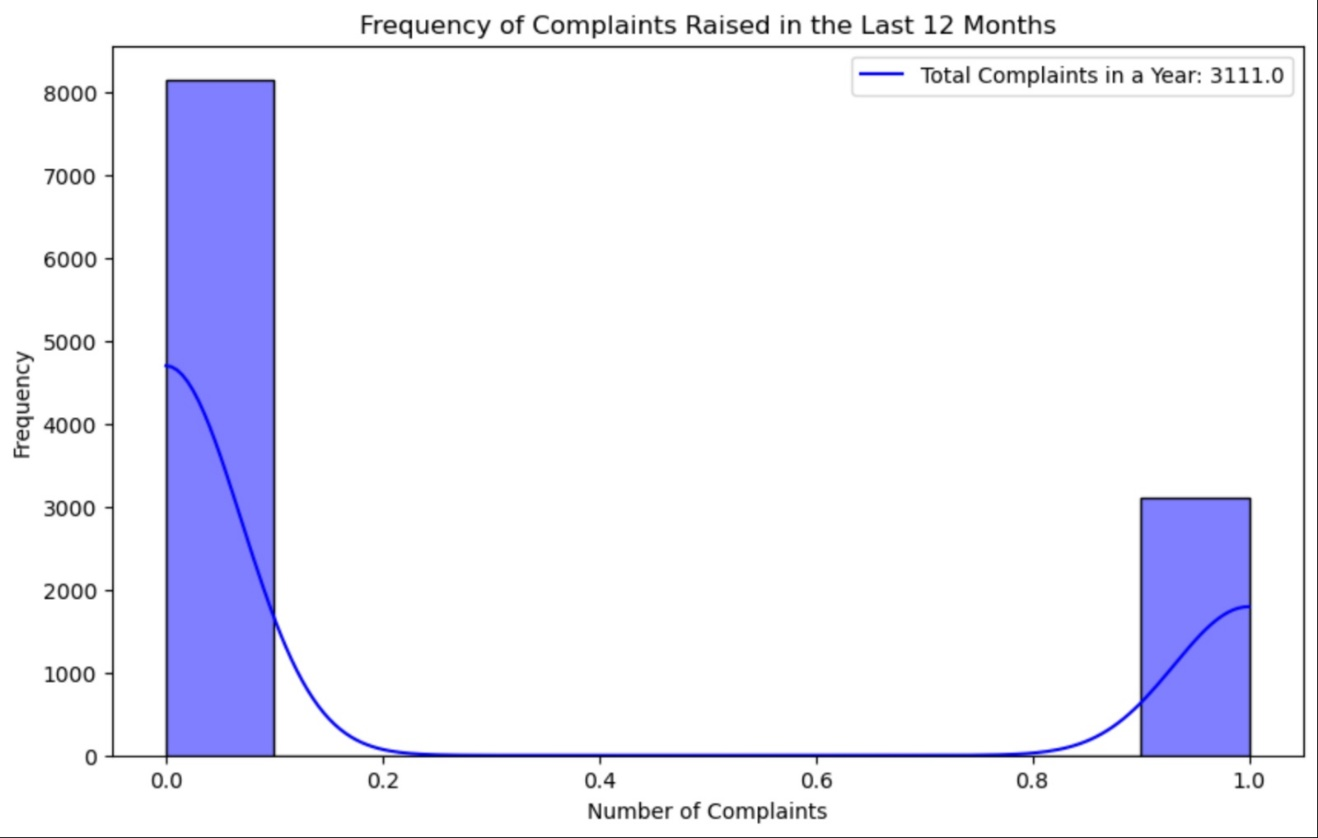 Frequency of Complaints Raised in the Last 12 Months
Total Complaints in a Year: 3111.0
8000
7000
6000
5000
4000
3000
2000
1000
0
Frequency
0.0 0.2 0.4 0.6 0.8 1.0
Number of Complaints